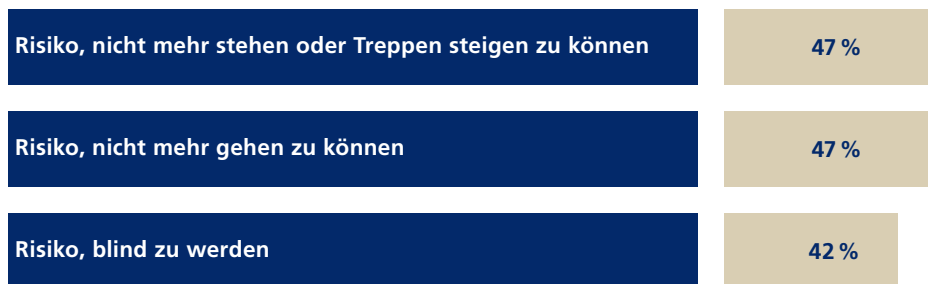 Risiko, nicht mehr stehen oder Treppen steigen zu können 47 %
Risiko, nicht mehr gehen zu können 47 %
Risiko, blind zu werden 42 %